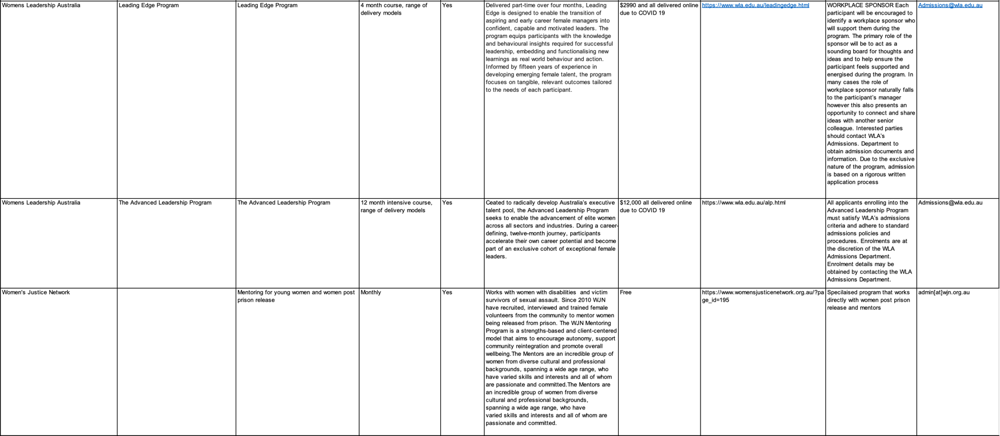 Womens Leadership Australia
Leading Edge Program
Leading Edge Program
4 month course, range of
delivery models
Yes
Delivered part-time over four months, Leading
Edge is designed to enable the transition of
aspiring and early career female managers into
confident, capable and motivated leaders. The
program equips participants with the knowledge
and behavioural insights required for successful
leadership, embedding and functionalising new
learnings as real world behaviour and action.
Informed by fifteen years of experience in
developing emerging female talent, the program
focuses on tangible, relevant outcomes tailored
to the needs of each participant.
$2990 and all delivered online
due to COVID 19
https://www.wla.edu.au/leadingedge.html
WORKPLACE SPONSOR Each
participant will be encouraged to
identify a workplace sponsor who
will support them during the
program. The primary role of the
sponsor will be to act as a
sounding board for thoughts and
ideas and to help ensure the
participant feels supported and
energised during the program. In
many cases the role of
workplace sponsor naturally falls
to the participant's manager
however this also presents an
opportunity to connect and share
ideas with another senior
colleague. Interested parties
should contact WLA's
Admissions. Department to
obtain admission documents and
information. Due to the exclusive
nature of the program, admission
is based on a rigorous written
application process
Admissions@wla.edu.au
Womens Leadership Australia
The Advanced Leadership Program
The Advanced Leadership Program
12 month intensive course,
range of delivery models
Yes
Ceated to radically develop Australia's executive
talent pool, the Advanced Leadership Program
seeks to enable the advancement of elite women
across all sectors and industries. During a career-
defining, twelve-month journey, participants
accelerate their own career potential and become
part of an exclusive cohort of exceptional female
leaders.
$12,000 all delivered online
due to COVID 19
https://www.wla.edu.au/alp.html
All applicants enrolling into the
Advanced Leadership Program
must satisfy WLA's admissions
criteria and adhere to standard
admissions policies and
procedures. Enrolments are at
the discretion of the WLA
Admissions Department.
Enrolment details may be
obtained by contacting the WLA
Admissions Department.
Admissions@wla.edu.au
Women's Justice Network
Mentoring for young women and women post
prison release
Monthly
Yes
Works with women with disabilities  and victim
survivors of sexual assault. Since 2010 WJN
have recruited, interviewed and trained female
volunteers from the community to mentor women
being released from prison. The WJN Mentoring
Program is a strengths-based and client-centered
model that aims to encourage autonomy, support
community reintegration and promote overall
wellbeing.The Mentors are an incredible group of
women from diverse cultural and professional
backgrounds, spanning a wide age range, who
have varied skills and interests and all of whom
are passionate and committed.The Mentors are
an incredible group of women from diverse
cultural and professional backgrounds,
spanning a wide age range, who have
varied skills and interests and all of whom are
passionate and committed.
Free
https://www.womensjusticenetwork.org.au/?pa
ge_id=195
Specilaised program that works
directly with women post prison
release and mentors
admin[at]wjn.org.au